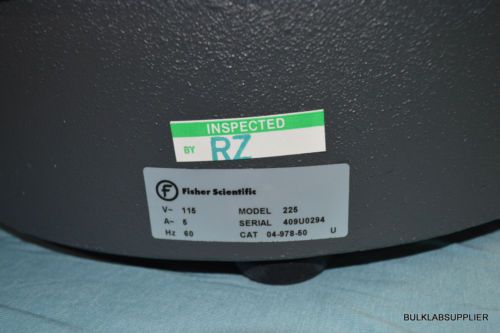 INSPECTED
BY RZ
f Fisher Scientific
V~ 115 MODEL 225
A~ 5 SERIAL 409U0294
Hz 60 CAT 04-978-50 U
BULKLABSUPPLIER